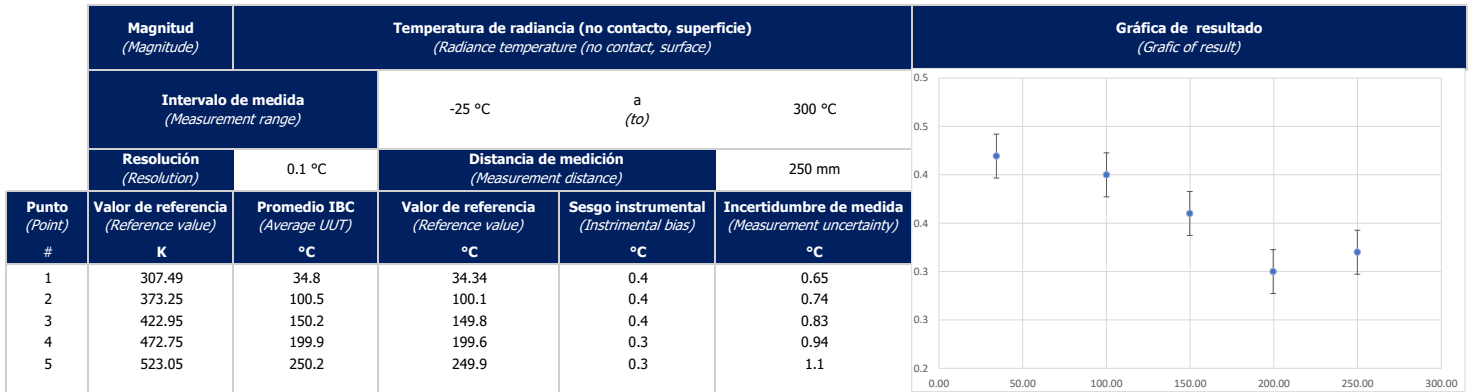 Magnitud
(Magnitude)
Temperatura de radiancia (no contacto, superficie)
(Radiance temperature (no contact, surface)
Gráfica de resultado
(Grafic of result)
Intervalo de medida
(Measurement range)
-25 °C
a
(to)
300 °C
Resolución
(Resolution)
0.1 °C
Distancia de medición
(Measurement distance)
250 mm
Punto Valor de referencia Promedio IBC Valor de referencia Sesgo instrumental Incertidumbre de medida
(Point) (Reference value) (Average UUT) (Reference value) (Instrimental bias) (Measurement uncertainty)
# K °C °C °C °C
1 307.49 34.8 34.34 0.4 0.65
2 373.25 100.5 100.1 0.4 0.74
3 422.95 150.2 149.8 0.4 0.83
4 472.75 199.9 199.6 0.3 0.94
5 523.05 250.2 249.9 0.3 1.1
0.5
0.5
0.4
0.4
0.3
0.3
0.2
0.00 50.00 100.00 150.00 200.00 250.00 300.00